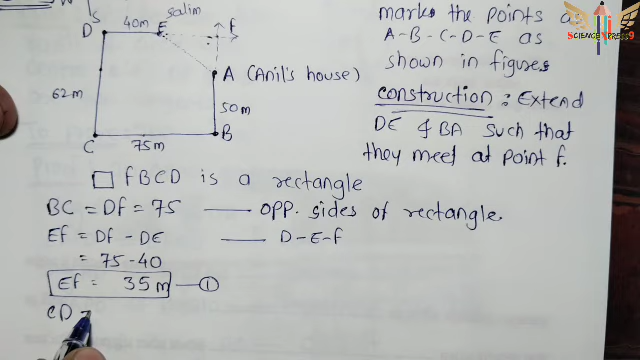 S
40m
salim
D
E
f
A (Anil's house)
62m
50m
C
75m
B
marks the points as
A-B-C-D-E as
shown in figures
construction: Extend
DE & BA such that
they meet at point f.
□ fBCD is a rectangle
BC = Df = 75 —— opp. sides of rectangle.
Ef = Df - DE —— D-E-f
= 75-40
Ef = 35m —①
CD =
SCIENCE XPRESS9